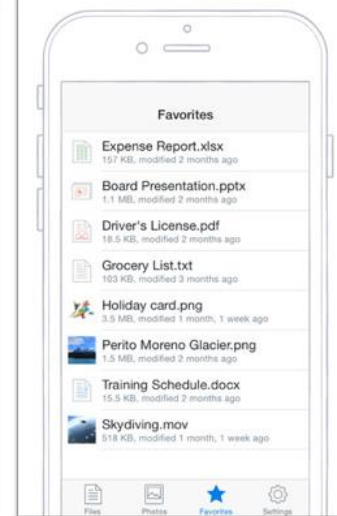 Favorites
Expense Report.xlsx
157 KB, modified 2 months ago
Board Presentation.pptx
1.1 MB, modified 2 months ago
Driver's License.pdf
18.5 KB, modified 2 months ago
Grocery List.txt
103 KB, modified 3 months ago
Holiday card.png
3.5 MB, modified 1 month, 1 week ago
Perito Moreno Glacier.png
1.5 MB, modified 2 months ago
Training Schedule.docx
15.5 KB, modified 2 months ago
Skydiving.mov
518 KB, modified 1 month, 1 week ago
Files Photos Favorites Settings